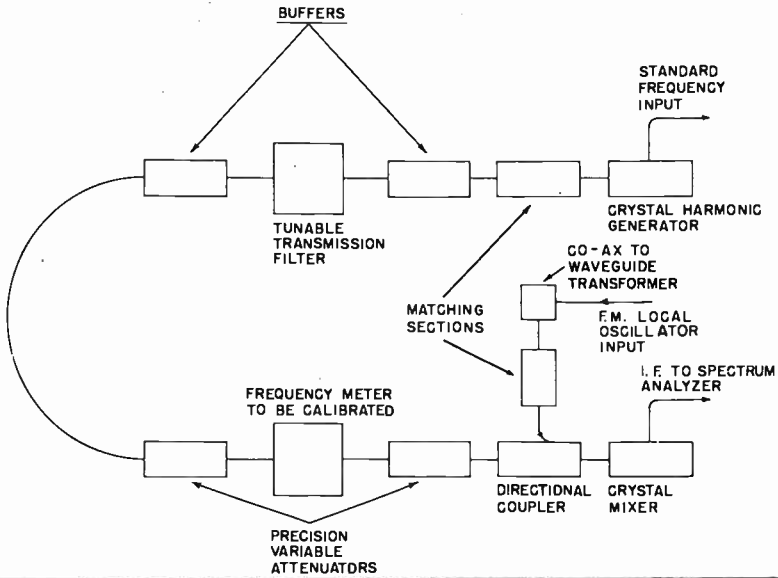 BUFFERS
STANDARD
FREQUENCY
INPUT
TUNABLE
TRANSMISSION
FILTER
CRYSTAL HARMONIC
GENERATOR
CO-AX TO
WAVEGUIDE
TRANSFORMER
MATCHING
SECTIONS
F.M. LOCAL
OSCILLATOR
INPUT
I.F. TO SPECTRUM
ANALYZER
FREQUENCY METER
TO BE CALIBRATED
DIRECTIONAL
COUPLER
CRYSTAL
MIXER
PRECISION
VARIABLE
ATTENUATORS